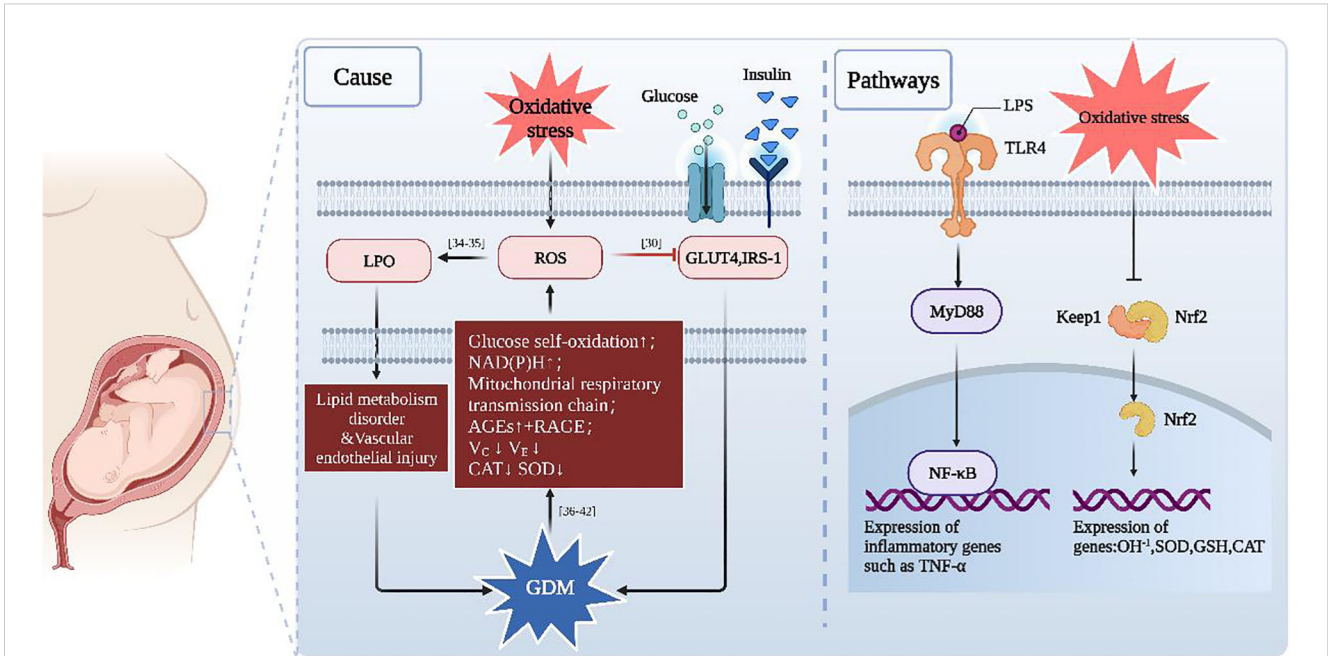 Cause
Oxidative
stress
Glucose
Insulin
LPO
[34-35]
ROS
[30]
GLUT4,IRS-1
Lipid metabolism
disorder
&Vascular
endothelial injury
Glucose self-oxidation↑;
NAD(P)H↑;
Mitochondrial respiratory
transmission chain;
AGEs↑+RAGE;
VC↓ VE↓
CAT↓ SOD↓
[36-42]
GDM
Pathways
LPS
TLR4
Oxidative stress
MyD88
Keep1
Nrf2
Nrf2
NF-κB
Expression of
inflammatory genes
such as TNF-α
Expression of
genes:OH⁻¹,SOD,GSH,CAT